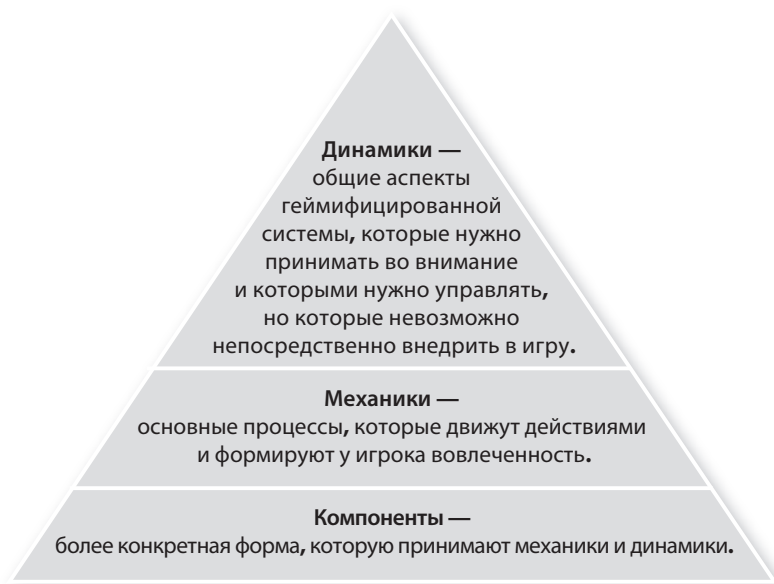 Динамики —
общие аспекты
геймифицированной
системы, которые нужно
принимать во внимание
и которыми нужно управлять,
но которые невозможно
непосредственно внедрить в игру.
Механики —
основные процессы, которые движут действиями
и формируют у игрока вовлеченность.
Компоненты —
более конкретная форма, которую принимают механики и динамики.